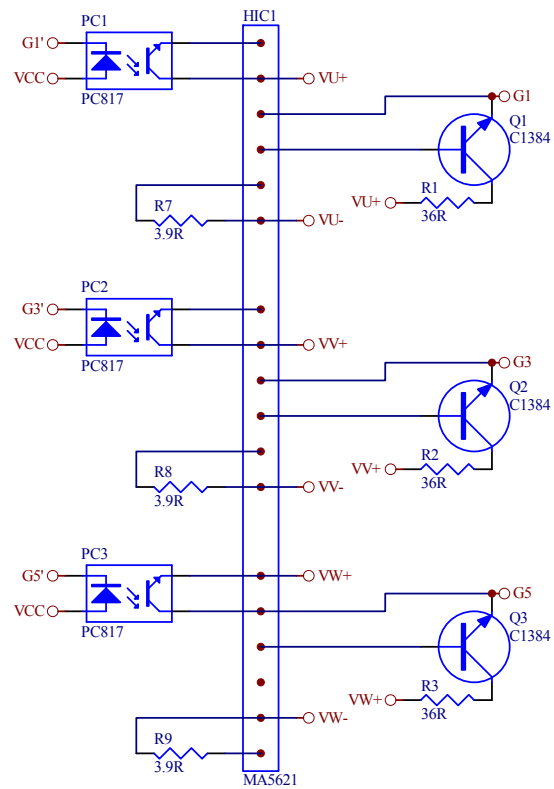 PC1
HIC1
G1'
VCC
PC817
VU+
G1
Q1
C1384
R1
VU+
36R
R7
3.9R
VU-
PC2
G3'
VCC
PC817
VV+
G3
Q2
C1384
R2
VV+
36R
R8
3.9R
VV-
PC3
G5'
VCC
PC817
VW+
G5
Q3
C1384
R3
VW+
36R
VW-
R9
3.9R
MA5621